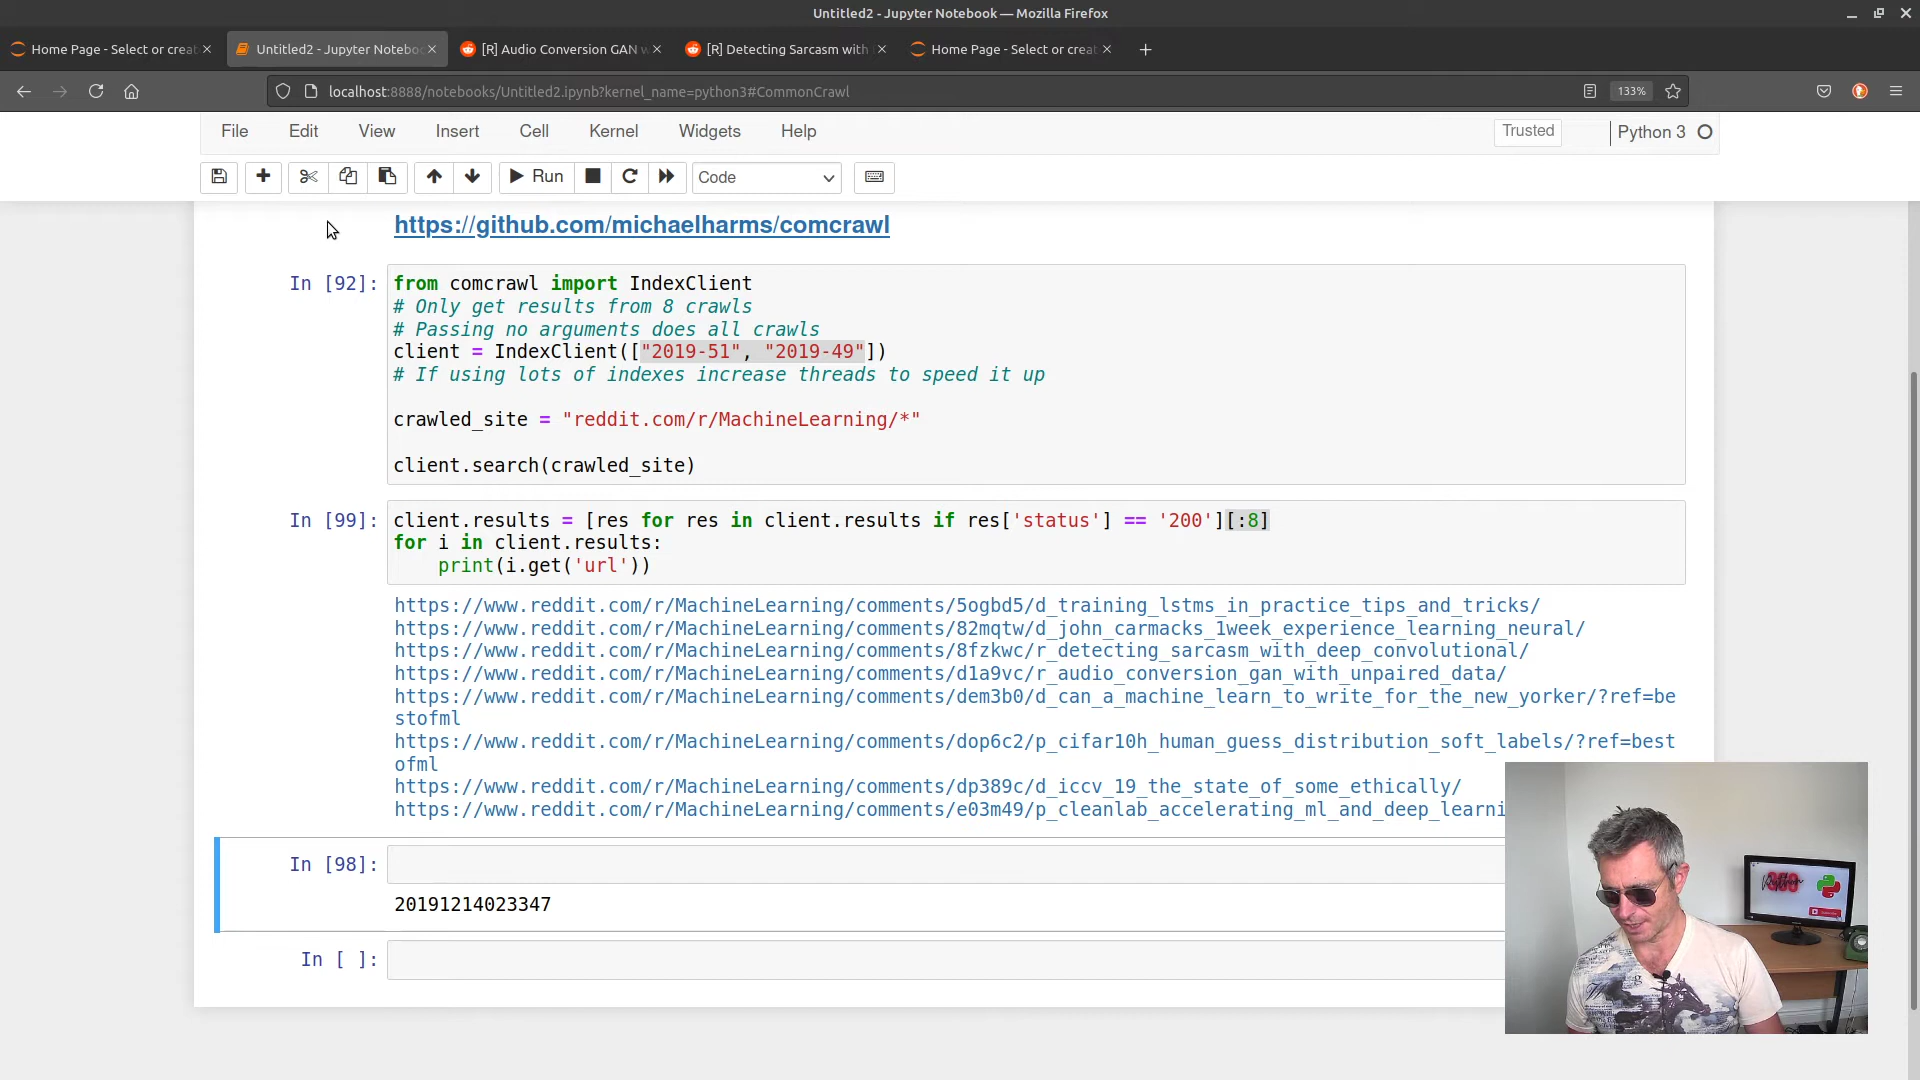 Untitled2 - Jupyter Notebook — Mozilla Firefox
Home Page - Select or crea
Untitled2 - Jupyter Notebo
[R] Audio Conversion GAN
[R] Detecting Sarcasm with
Home Page - Select or crea
localhost:8888/notebooks/Untitled2.ipynb?kernel_name=python3#CommonCrawl
133%
File Edit View Insert Cell Kernel Widgets Help
Trusted
Python 3
Run
Code
https://github.com/michaelharms/comcrawl
In [92]:
from comcrawl import IndexClient
# Only get results from 8 crawls
# Passing no arguments does all crawls
client = IndexClient(["2019-51", "2019-49"])
# If using lots of indexes increase threads to speed it up
crawled_site = "reddit.com/r/MachineLearning/*"
client.search(crawled_site)
In [99]:
client.results = [res for res in client.results if res['status'] == '200'][:8]
for i in client.results:
print(i.get('url'))
https://www.reddit.com/r/MachineLearning/comments/5ogbd5/d_training_lstms_in_practice_tips_and_tricks/
https://www.reddit.com/r/MachineLearning/comments/82mqtw/d_john_carmacks_1week_experience_learning_neural/
https://www.reddit.com/r/MachineLearning/comments/8fzkwc/r_detecting_sarcasm_with_deep_convolutional/
https://www.reddit.com/r/MachineLearning/comments/d1a9vc/r_audio_conversion_gan_with_unpaired_data/
https://www.reddit.com/r/MachineLearning/comments/dem3b0/d_can_a_machine_learn_to_write_for_the_new_yorker/?ref=be
stofml
https://www.reddit.com/r/MachineLearning/comments/dop6c2/p_cifar10h_human_guess_distribution_soft_labels/?ref=best
ofml
https://www.reddit.com/r/MachineLearning/comments/dp389c/d_iccv_19_the_state_of_some_ethically/
https://www.reddit.com/r/MachineLearning/comments/e03m49/p_cleanlab_accelerating_ml_and_deep_learni
In [98]:
20191214023347
In [ ]:
Python